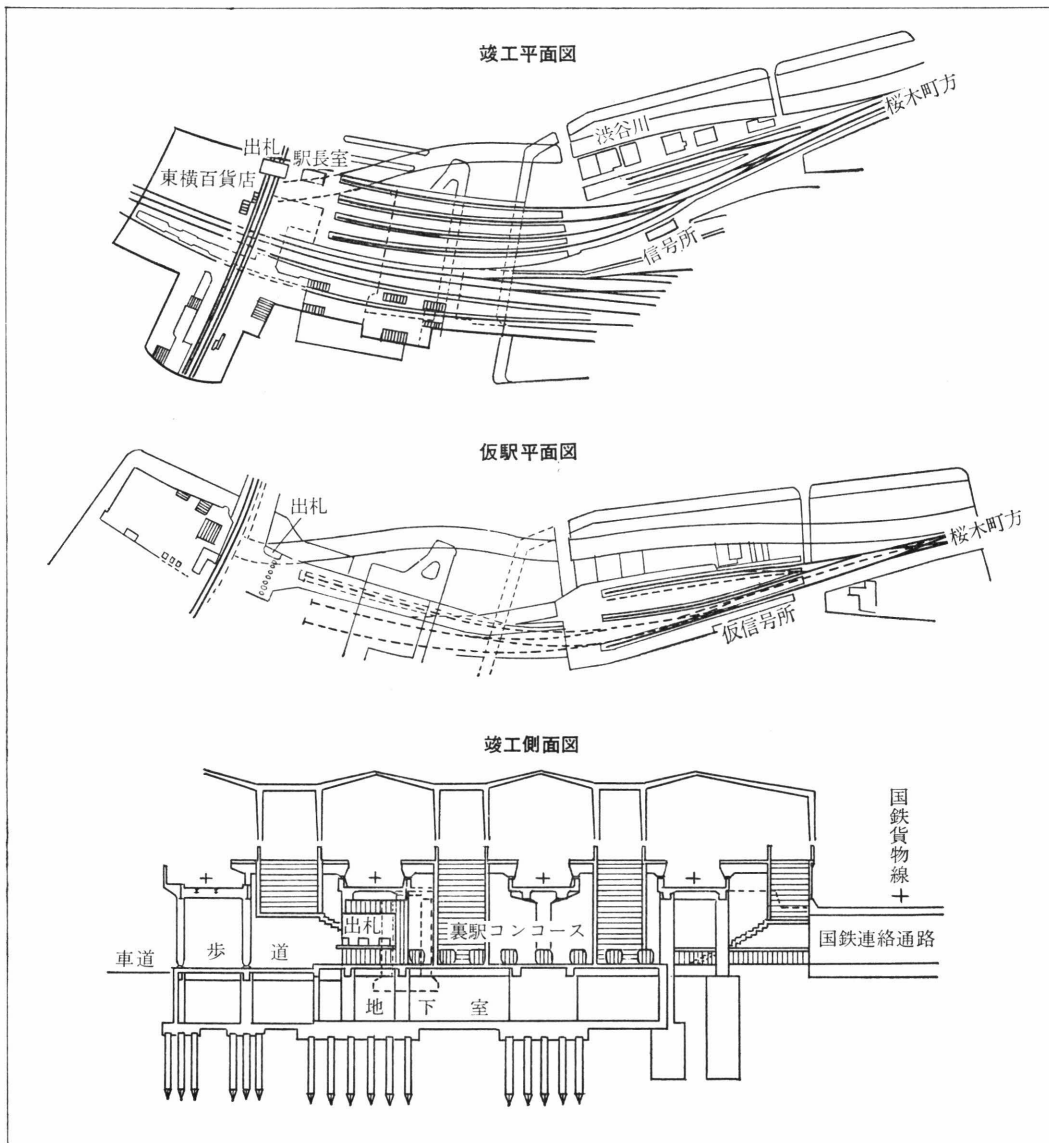 竣工平面図
桜木町方
渋谷川
出札
駅長室
東横百貨店
信号所
仮駅平面図
出札
桜木町方
仮信号所
竣工側面図
国鉄貨物線
出札
裏駅コンコース
車道
歩道
国鉄連絡通路
地下室